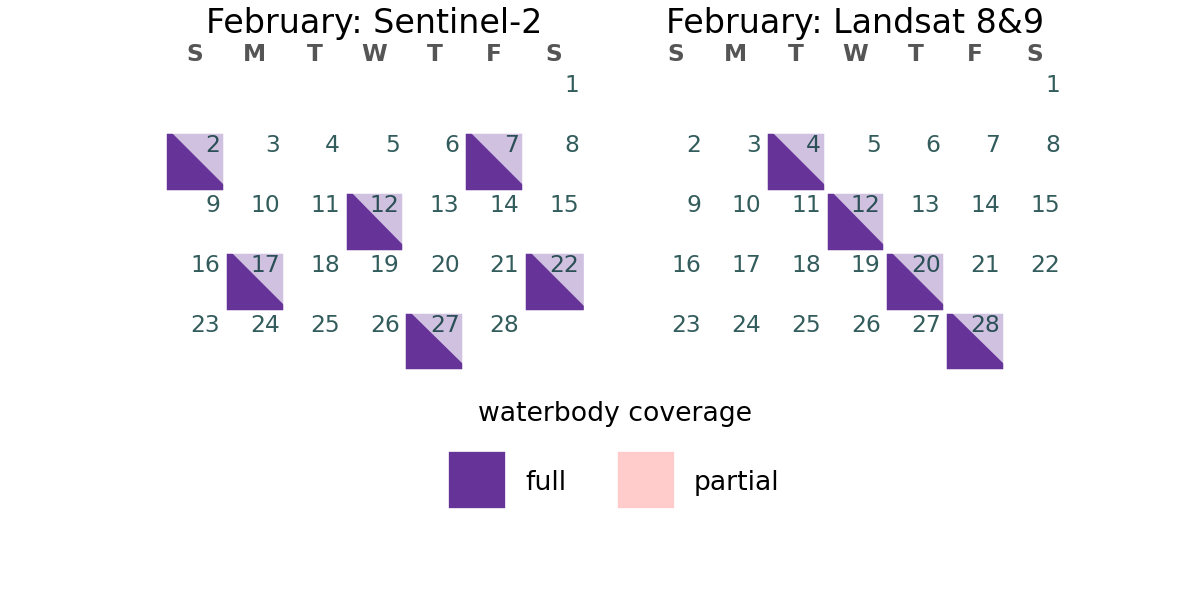 February: Sentinel-2
S M T W T F S
1
2 3 4 5 6 7 8
9 10 11 12 13 14 15
16 17 18 19 20 21 22
23 24 25 26 27 28
February: Landsat 8&9
S M T W T F S
1
2 3 4 5 6 7 8
9 10 11 12 13 14 15
16 17 18 19 20 21 22
23 24 25 26 27 28
waterbody coverage
full
partial